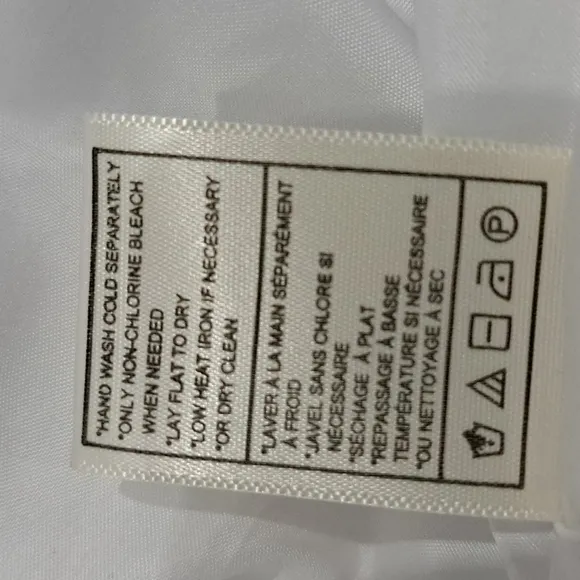 *HAND WASH COLD SEPARATELY
*ONLY NON-CHLORINE BLEACH
WHEN NEEDED
*LAY FLAT TO DRY
*LOW HEAT IRON IF NECESSARY
*OR DRY CLEAN
*LAVER À LA MAIN SÉPARÉMENT
À FROID
*JAVEL SANS CHLORE SI
NÉCESSAIRE
*SÉCHAGE À PLAT
*REPASSAGE À BASSE
TEMPÉRATURE SI NÉCESSAIRE
*OU NETTOYAGE À SEC
P